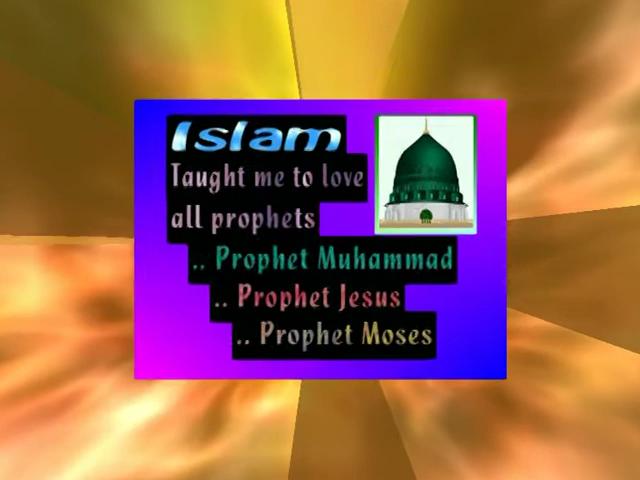 Islam
Taught me to love
all prophets
.. Prophet Muhammad
.. Prophet Jesus
.. Prophet Moses